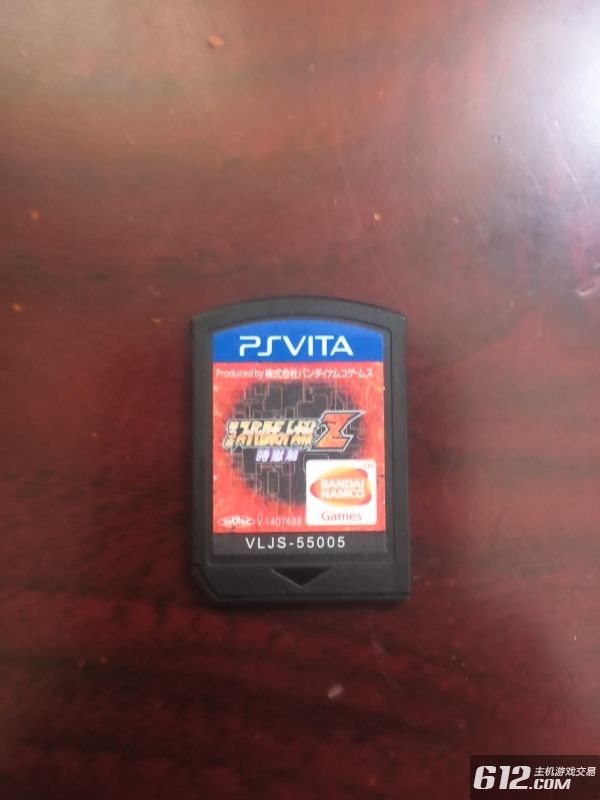 PSVITA
Produced by 株式会社バンダイナムコゲームス
Z
時獄篇
BANDAI
NAMCO
Games
TM
V-1407488
VLJS-55005
612 主机游戏交易
.COM